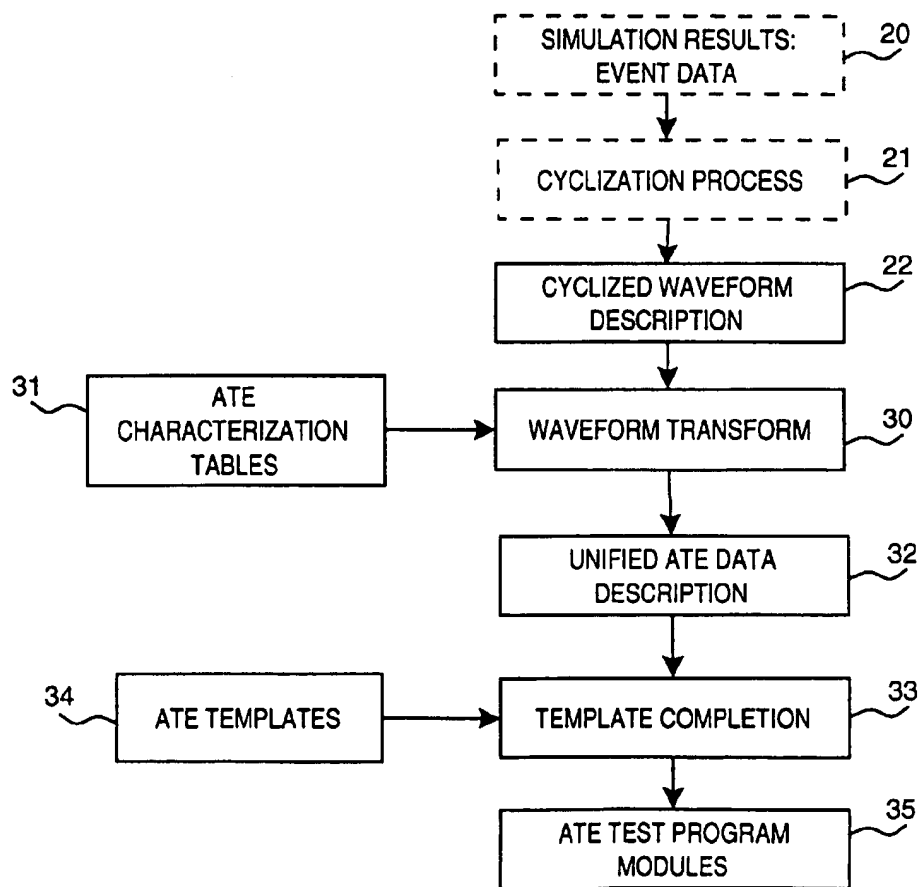 SIMULATION RESULTS:
EVENT DATA
20
CYCLIZATION PROCESS
21
CYCLIZED WAVEFORM
DESCRIPTION
22
31
ATE
CHARACTERIZATION
TABLES
WAVEFORM TRANSFORM
30
UNIFIED ATE DATA
DESCRIPTION
32
34
ATE TEMPLATES
TEMPLATE COMPLETION
33
ATE TEST PROGRAM
MODULES
35